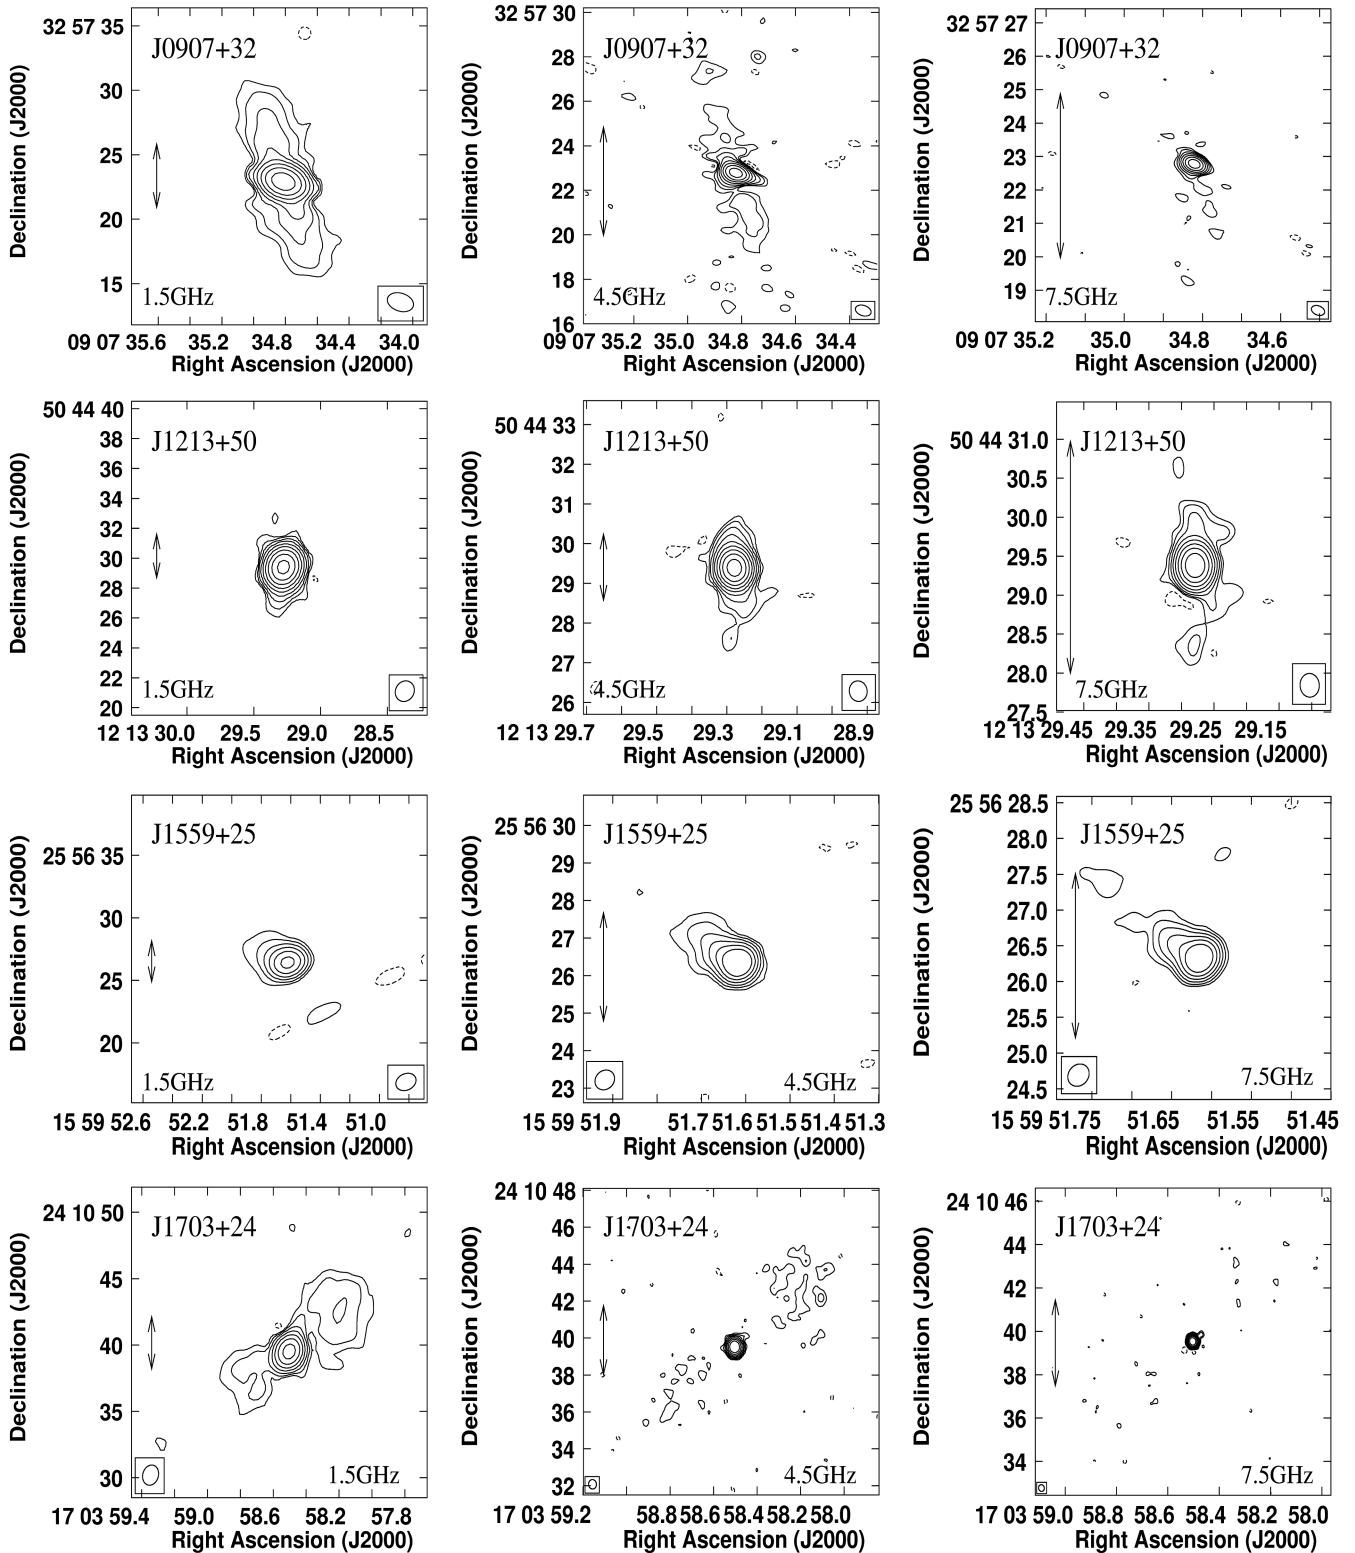 32 57 35
30
25
20
15
J0907+32
1.5GHz
09 07 35.6 35.2 34.8 34.4 34.0
Right Ascension (J2000)
Declination (J2000)
32 57 30
28
26
24
22
20
18
16
J0907+32
4.5GHz
09 07 35.2 35.0 34.8 34.6 34.4
Right Ascension (J2000)
Declination (J2000)
32 57 27
26
25
24
23
22
21
20
19
J0907+32
7.5GHz
09 07 35.2 35.0 34.8 34.6
Right Ascension (J2000)
Declination (J2000)
50 44 40
38
36
34
32
30
28
26
24
22
20
J1213+50
1.5GHz
12 13 30.0 29.5 29.0 28.5
Right Ascension (J2000)
Declination (J2000)
50 44 33
32
31
30
29
28
27
26
J1213+50
4.5GHz
12 13 29.7 29.5 29.3 29.1 28.9
Right Ascension (J2000)
Declination (J2000)
50 44 31.0
30.5
30.0
29.5
29.0
28.5
28.0
27.5
J1213+50
7.5GHz
12 13 29.45 29.35 29.25 29.15
Right Ascension (J2000)
Declination (J2000)
25 56 35
30
25
20
J1559+25
1.5GHz
15 59 52.6 52.2 51.8 51.4 51.0
Right Ascension (J2000)
Declination (J2000)
25 56 30
29
28
27
26
25
24
23
J1559+25
4.5GHz
15 59 51.9 51.7 51.6 51.5 51.4 51.3
Right Ascension (J2000)
Declination (J2000)
25 56 28.5
28.0
27.5
27.0
26.5
26.0
25.5
25.0
24.5
J1559+25
7.5GHz
15 59 51.75 51.65 51.55 51.45
Right Ascension (J2000)
Declination (J2000)
24 10 50
45
40
35
30
J1703+24
1.5GHz
17 03 59.4 59.0 58.6 58.2 57.8
Right Ascension (J2000)
Declination (J2000)
24 10 48
46
44
42
40
38
36
34
32
J1703+24
4.5GHz
17 03 59.2 58.8 58.6 58.4 58.2 58.0
Right Ascension (J2000)
Declination (J2000)
24 10 46
44
42
40
38
36
34
J1703+24
7.5GHz
17 03 59.0 58.8 58.6 58.4 58.2 58.0
Right Ascension (J2000)
Declination (J2000)